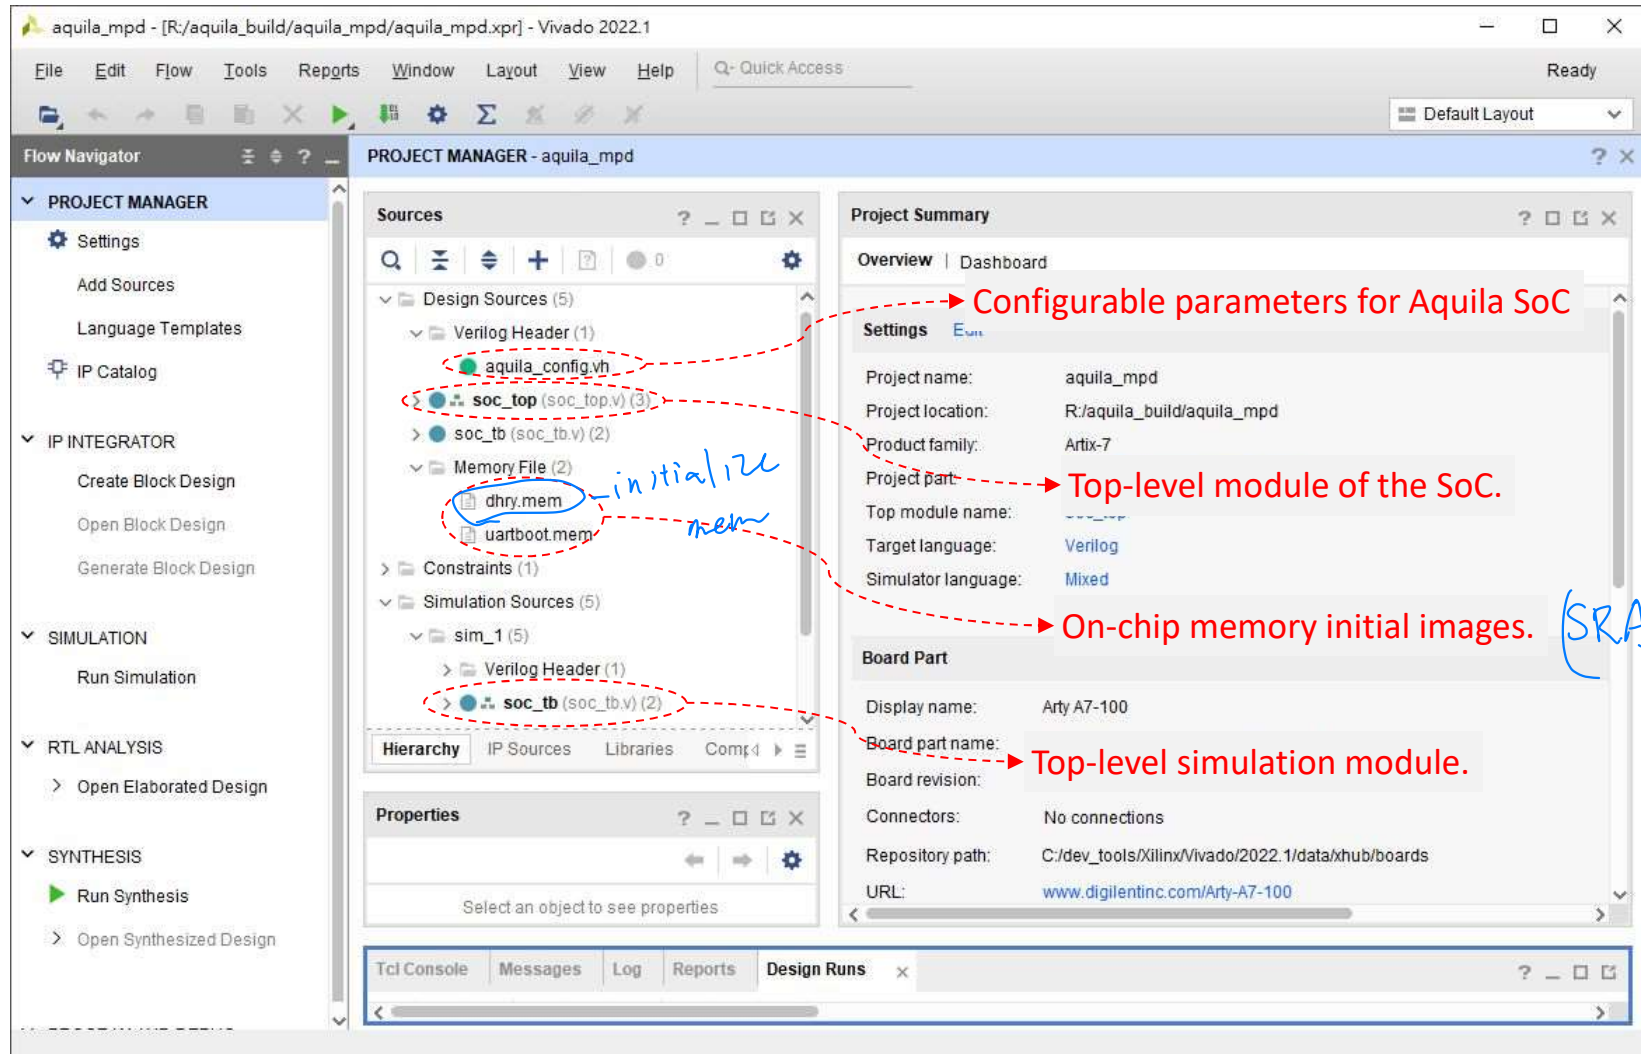 aquila_mpd - [R:/aquila_build/aquila_mpd/aquila_mpd.xpr] - Vivado 2022.1
File Edit Flow Tools Reports Window Layout View Help Q- Quick Access Ready
Default Layout
Flow Navigator
PROJECT MANAGER
Settings
Add Sources
Language Templates
IP Catalog
IP INTEGRATOR
Create Block Design
Open Block Design
Generate Block Design
SIMULATION
Run Simulation
RTL ANALYSIS
Open Elaborated Design
SYNTHESIS
Run Synthesis
Open Synthesized Design
PROJECT MANAGER - aquila_mpd
Sources
0
Design Sources (5)
Verilog Header (1)
aquila_config.vh
soc_top (soc_top.v) (3)
soc_tb (soc_tb.v) (2)
Memory File (2)
dhry.mem
uartboot.mem
initialize
mem
Constraints (1)
Simulation Sources (5)
sim_1 (5)
Verilog Header (1)
soc_tb (soc_tb.v) (2)
Hierarchy IP Sources Libraries
Properties
Select an object to see properties
Project Summary
Overview | Dashboard
Configurable parameters for Aquila SoC
Settings Edit
Project name: aquila_mpd
Project location: R:/aquila_build/aquila_mpd
Product family: Artix-7
Project part:
Top-level module of the SoC.
Top module name: soc_top
Target language: Verilog
Simulator language: Mixed
On-chip memory initial images. (SRA
Board Part
Display name: Arty A7-100
Board part name:
Top-level simulation module.
Board revision:
Connectors: No connections
Repository path: C:/dev_tools/Xilinx/Vivado/2022.1/data/xhub/boards
URL: www.digilentinc.com/Arty-A7-100
Tcl Console Messages Log Reports Design Runs